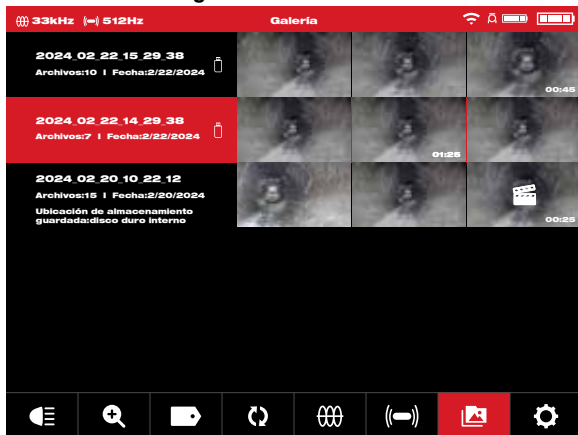 33kHz 512Hz Galería
2024_02_22_15_29_38
Archivos:10 I Fecha:2/22/2024
00:45
2024_02_22_14_29_38
Archivos:7 I Fecha:2/22/2024
01:25
2024_02_20_10_22_12
Archivos:15 I Fecha:2/20/2024
Ubicación de almacenamiento
guardada:disco duro interno
00:25